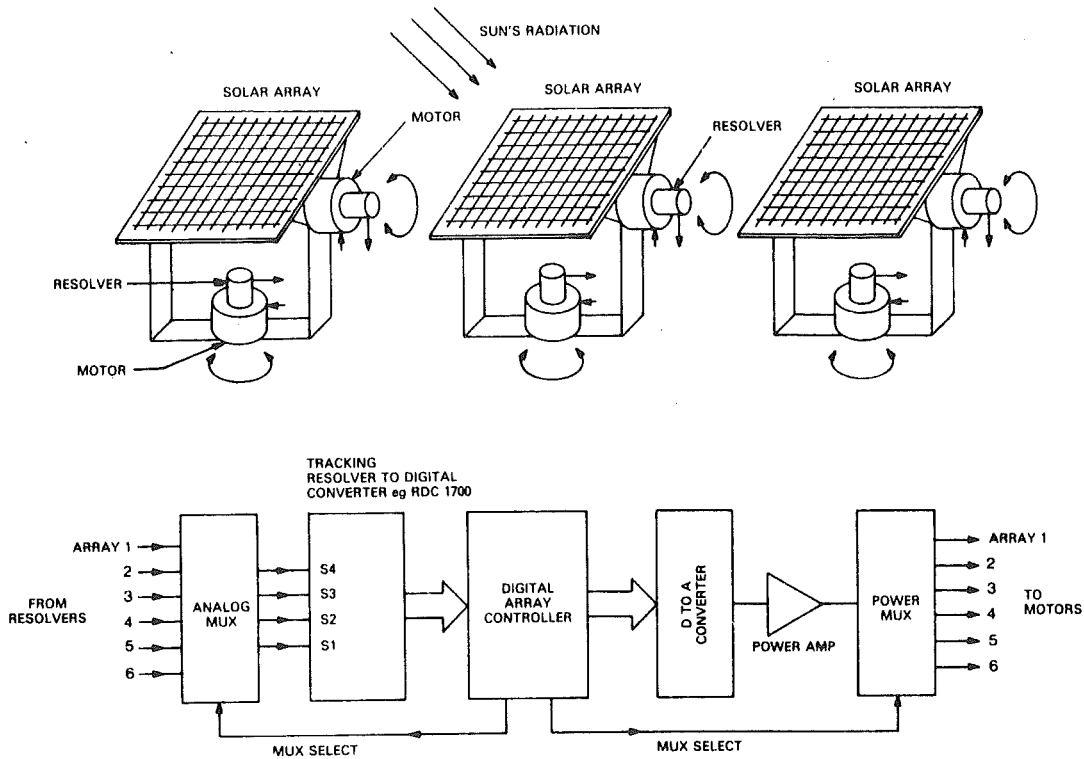 SUN'S RADIATION
SOLAR ARRAY
SOLAR ARRAY
SOLAR ARRAY
MOTOR
RESOLVER
RESOLVER
MOTOR
TRACKING
RESOLVER TO DIGITAL
CONVERTER eg RDC 1700
FROM
RESOLVERS
ARRAY 1
2
3
4
5
6
ANALOG
MUX
S4
S3
S2
S1
DIGITAL
ARRAY
CONTROLLER
D TO A
CONVERTER
POWER AMP
POWER
MUX
ARRAY 1
2
3
4
5
6
TO
MOTORS
MUX SELECT
MUX SELECT